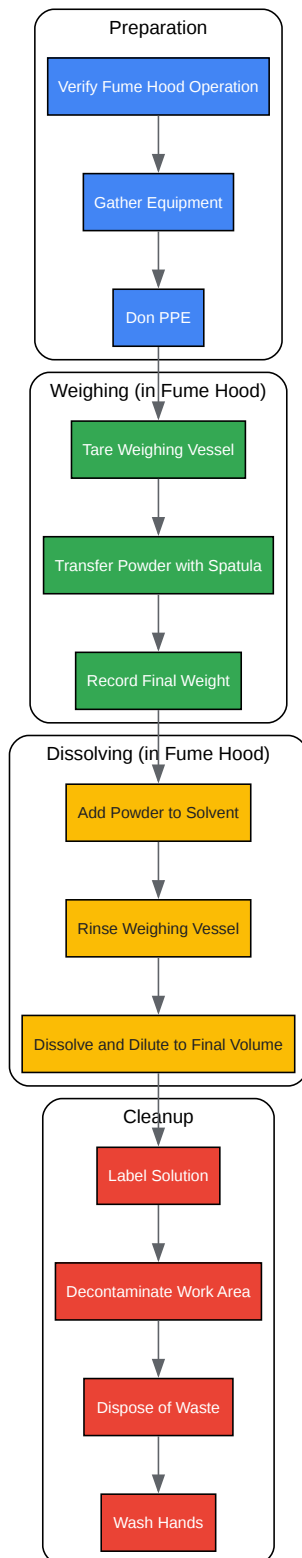 Preparation
Verify Fume Hood Operation
Gather Equipment
Don PPE
Weighing (in Fume Hood)
Tare Weighing Vessel
Transfer Powder with Spatula
Record Final Weight
Dissolving (in Fume Hood)
Add Powder to Solvent
Rinse Weighing Vessel
Dissolve and Dilute to Final Volume
Cleanup
Label Solution
Decontaminate Work Area
Dispose of Waste
Wash Hands